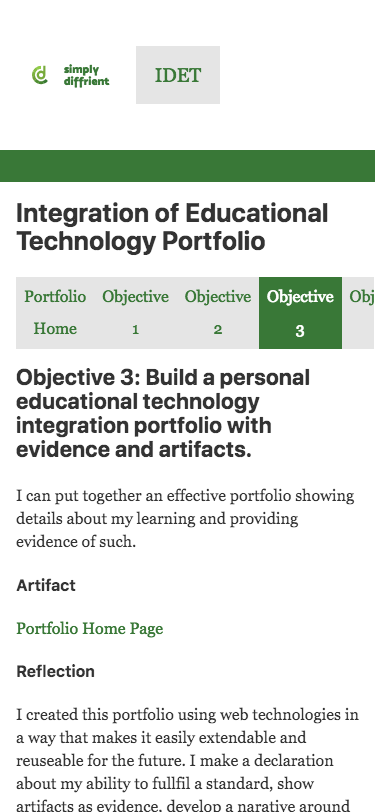 simply
diffrient
IDET
Integration of Educational
Technology Portfolio
Portfolio Home
Objective 1
Objective 2
Objective 3
Obj
Objective 3: Build a personal
educational technology
integration portfolio with
evidence and artifacts.
I can put together an effective portfolio showing
details about my learning and providing
evidence of such.
Artifact
Portfolio Home Page
Reflection
I created this portfolio using web technologies in
a way that makes it easily extendable and
reuseable for the future. I make a declaration
about my ability to fullfil a standard, show
artifacts as evidence, develop a narative around